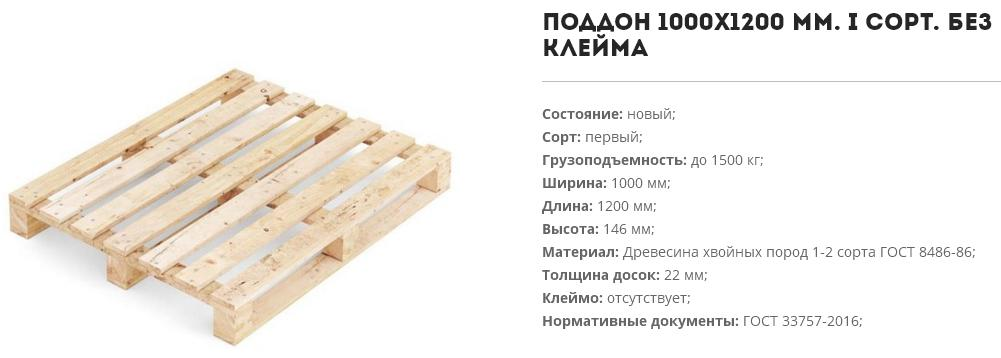 ПОДДОН 1000Х1200 ММ. I СОРТ. БЕЗ
КЛЕЙМА
Состояние: новый;
Сорт: первый;
Грузоподъемность: до 1500 кг;
Ширина: 1000 мм;
Длина: 1200 мм;
Высота: 146 мм;
Материал: Древесина хвойных пород 1-2 сорта ГОСТ 8486-86;
Толщина досок: 22 мм;
Клеймо: отсутствует;
Нормативные документы: ГОСТ 33757-2016;